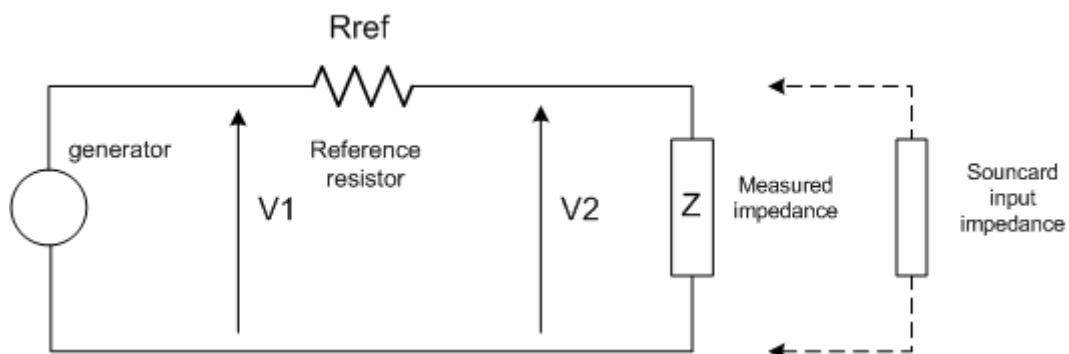 Rref
generator
Reference
resistor
V1
V2
Z
Measured
impedance
Souncard
input
impedance